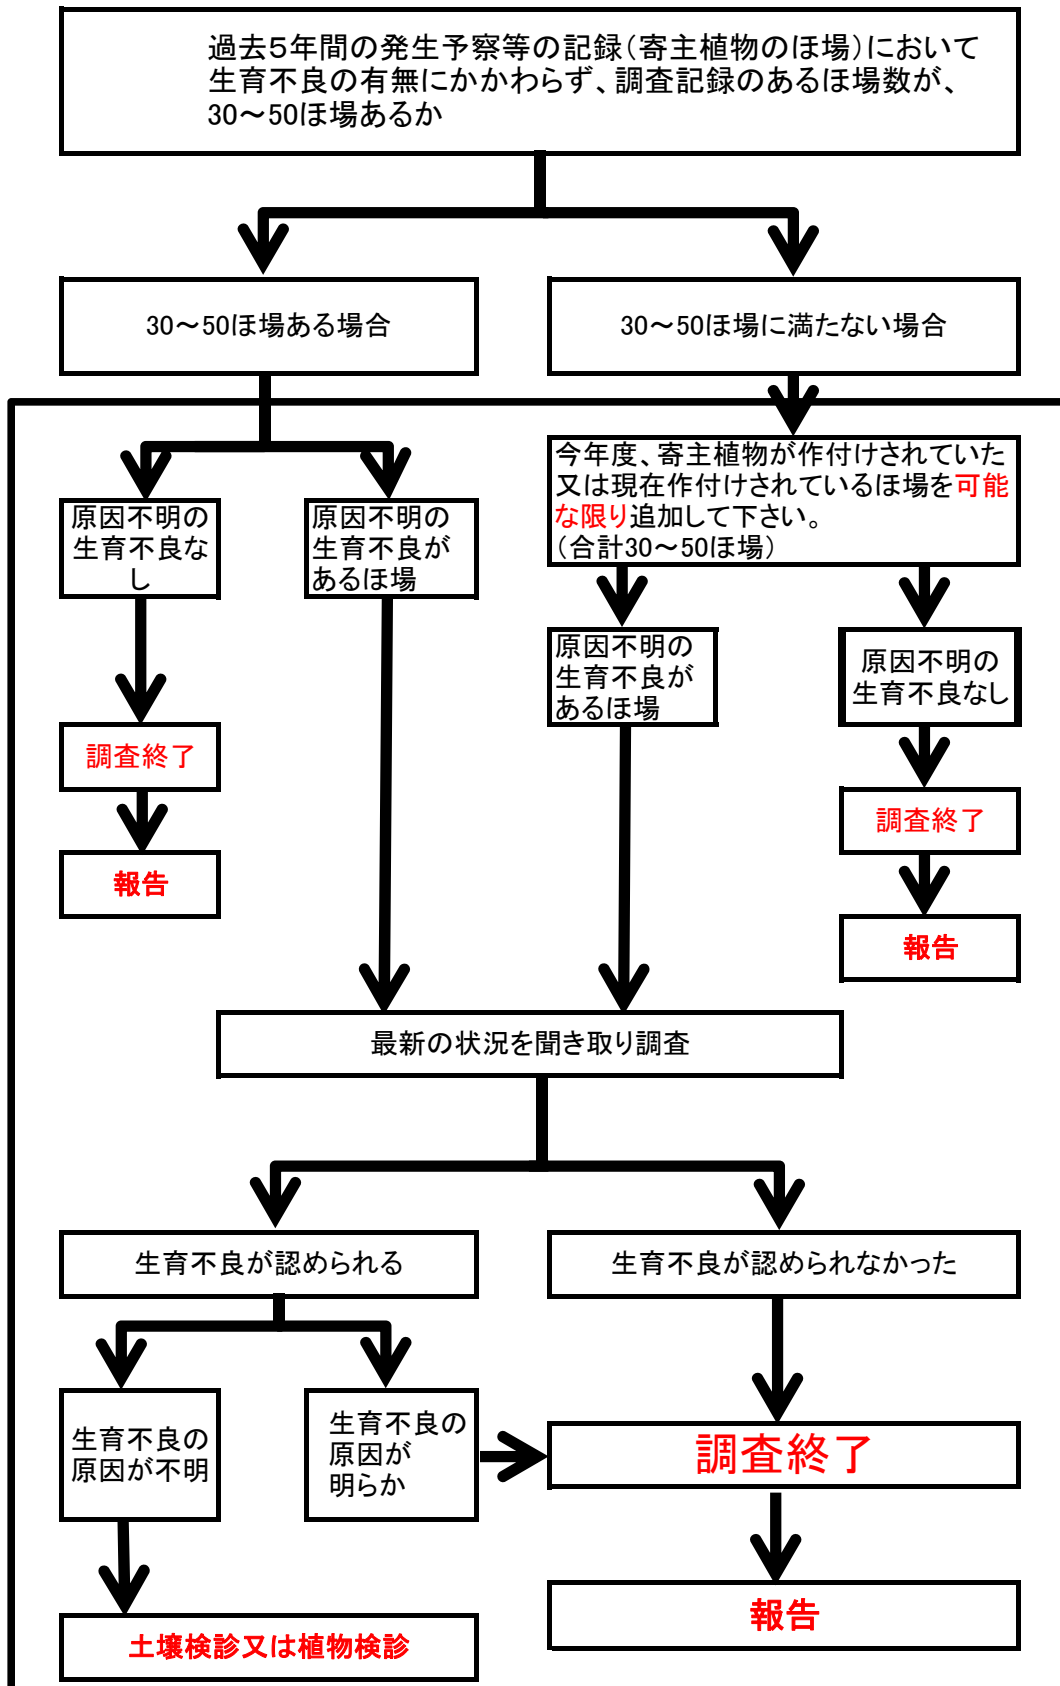 過去5年間の発生予察等の記録（寄主植物のほ場）において
生育不良の有無にかかわらず、調査記録のあるほ場数が、
30～50ほ場あるか
30～50ほ場ある場合
30～50ほ場に満たない場合
今年度、寄主植物が作付けされていた
又は現在作付けされているほ場を可能
な限り追加して下さい。
（合計30～50ほ場）
原因不明の
生育不良な
し
原因不明の
生育不良が
あるほ場
原因不明の
生育不良が
あるほ場
原因不明の
生育不良なし
調査終了
調査終了
報告
報告
最新の状況を聞き取り調査
生育不良が認められる
生育不良が認められなかった
生育不良の
原因が不明
生育不良の
原因が
明らか
調査終了
報告
土壌検診又は植物検診